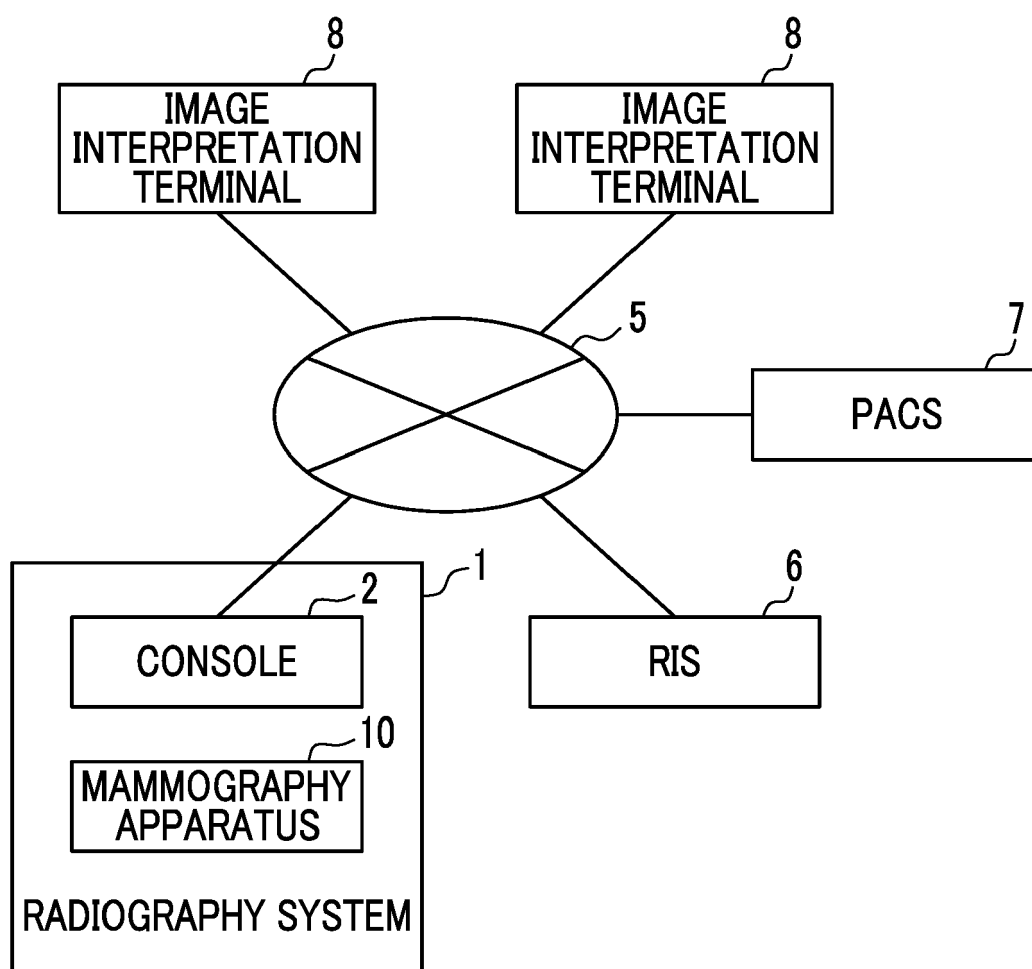 8
IMAGE
INTERPRETATION
TERMINAL
8
IMAGE
INTERPRETATION
TERMINAL
5
7
PACS
1
2
CONSOLE
6
RIS
10
MAMMOGRAPHY
APPARATUS
RADIOGRAPHY SYSTEM